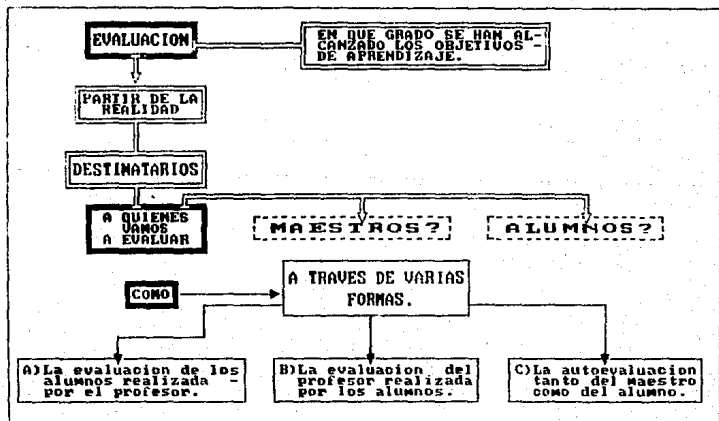 EVALUACION
EN QUE GRADO SE HAN AL-
CANZADO LOS OBJETIVOS -
DE APRENDIZAJE.
PARTIR DE LA
REALIDAD
DESTINATARIOS
A QUIENES
VAMOS
A EVALUAR
MAESTROS?
ALUMNOS?
COMO
A TRAVES DE VARIAS
FORMAS.
A)La evaluacion de los
alumnos realizada -
por el profesor.
B)La evaluacion del
profesor realizada
por los alumnos.
C)La autoevaluacion
tanto del maestro
como del alumno.